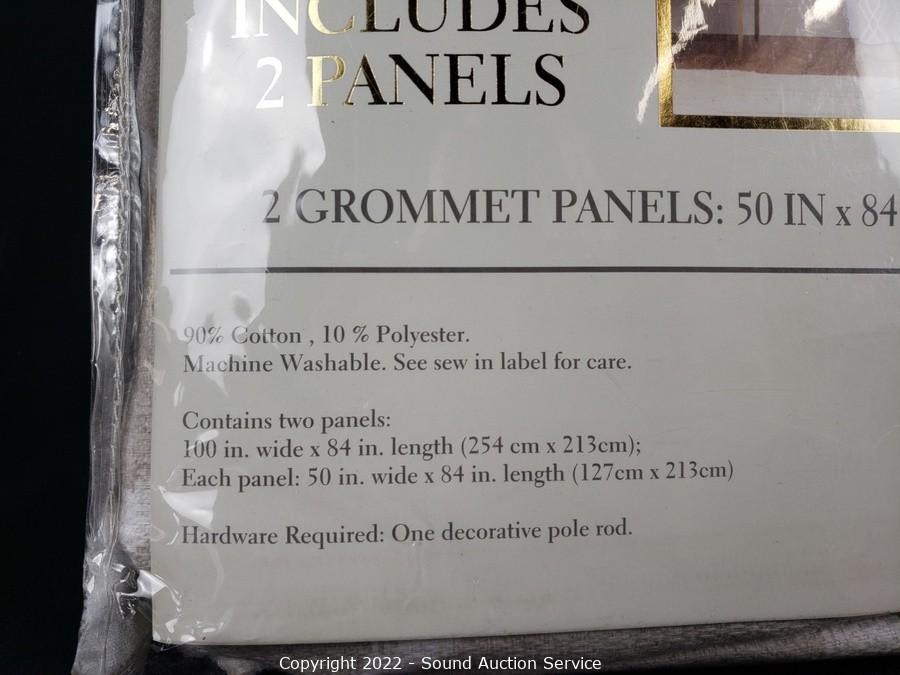 INCLUDES
2 PANELS
2 GROMMET PANELS: 50 IN x 84
90% Cotton , 10 % Polyester.
Machine Washable. See sew in label for care.
Contains two panels:
100 in. wide x 84 in. length (254 cm x 213cm);
Each panel: 50 in. wide x 84 in. length (127cm x 213cm)
Hardware Required: One decorative pole rod.
Copyright 2022 - Sound Auction Service